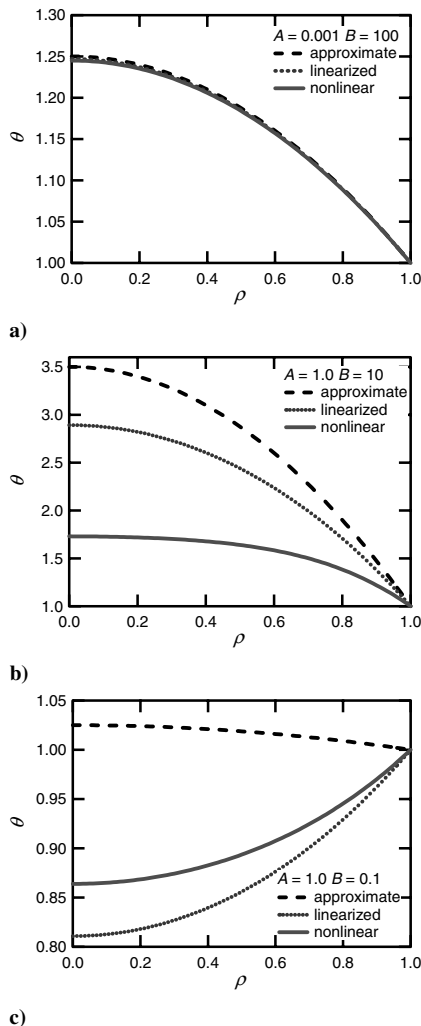 A = 0.001 B = 100
approximate
linearized
nonlinear
1.30
1.25
1.20
1.15
1.10
1.05
1.00
θ
0.0 0.2 0.4 0.6 0.8 1.0
ρ
a)
A = 1.0 B = 10
approximate
linearized
nonlinear
3.5
3.0
2.5
2.0
1.5
1.0
θ
0.0 0.2 0.4 0.6 0.8 1.0
ρ
b)
1.05
1.00
0.95
0.90
0.85
0.80
θ
A = 1.0 B = 0.1
approximate
linearized
nonlinear
0.0 0.2 0.4 0.6 0.8 1.0
ρ
c)